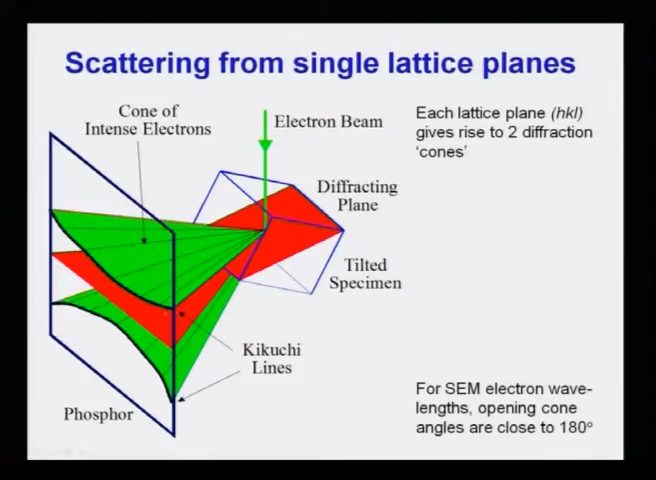 Scattering from single lattice planes
Cone of
Intense Electrons
Electron Beam
Each lattice plane (hkl)
gives rise to 2 diffraction
‘cones’
Diffracting
Plane
Tilted
Specimen
Kikuchi
Lines
Phosphor
For SEM electron wave-
lengths, opening cone
angles are close to 180°